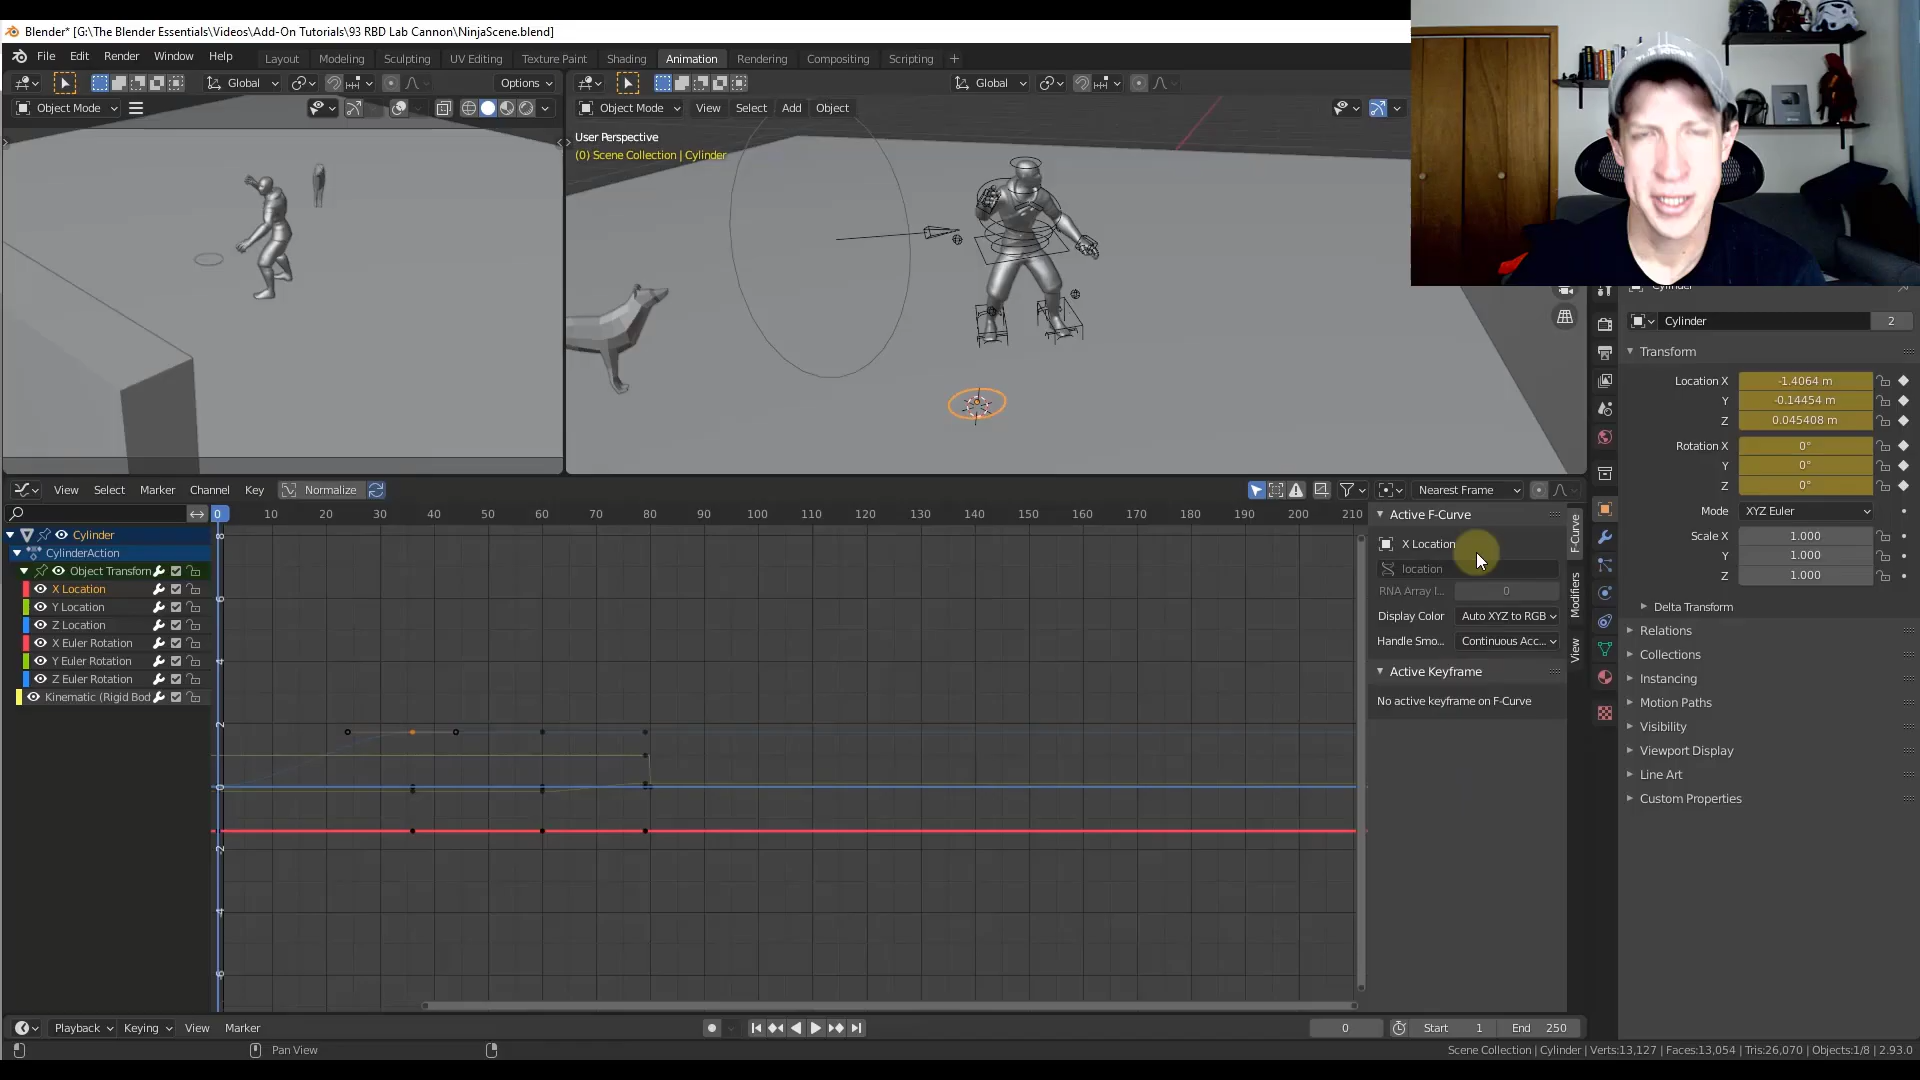 Blender* [G:\The Blender Essentials\Videos\Add-On Tutorials\93 RBD Lab Cannon\NinjaScene.blend]
File Edit Render Window Help Layout Modeling Sculpting UV Editing Texture Paint Shading Animation Rendering Compositing Scripting +
Global Options Global
Object Mode Object Mode View Select Add Object
User Perspective
(0) Scene Collection | Cylinder
Cylinder
Cylinder 2
Transform
Location X -1.4064 m
Y -0.14454 m
Z 0.045408 m
Rotation X 0°
Y 0°
Z 0°
Mode XYZ Euler
Scale X 1.000
Y 1.000
Z 1.000
Delta Transform
Relations
Collections
Instancing
Motion Paths
Visibility
Viewport Display
Line Art
Custom Properties
View Select Marker Channel Key Normalize Nearest Frame
0 10 20 30 40 50 60 70 80 90 100 110 120 130 140 150 160 170 180 190 200 210
Cylinder
CylinderAction
Object Transforn
X Location
Y Location
Z Location
X Euler Rotation
Y Euler Rotation
Z Euler Rotation
Kinematic (Rigid Bod
8
6
4
2
0
-2
-4
-6
Active F-Curve
X Location
location
RNA Array I... 0
Display Color Auto XYZ to RGB
Handle Smo... Continuous Acc...
Active Keyframe
No active keyframe on F-Curve
F-Curve
Modifiers
View
Playback Keying View Marker 0 Start 1 End 250
Pan View
Scene Collection | Cylinder | Verts:13,127 | Faces:13,054 | Tris:26,070 | Objects:1/8 | 2.93.0